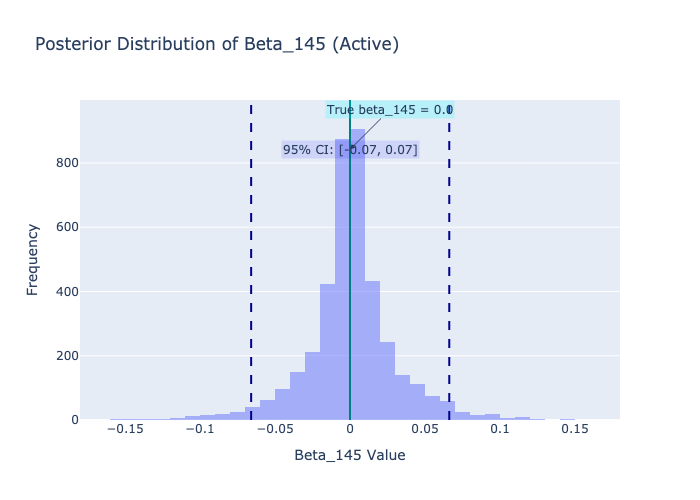 Posterior Distribution of Beta_145 (Active)
True beta_145 = 0.0
95% CI: [-0.07, 0.07]
800
600
400
200
0
Frequency
−0.15
−0.1
−0.05
0
0.05
0.1
0.15
Beta_145 Value